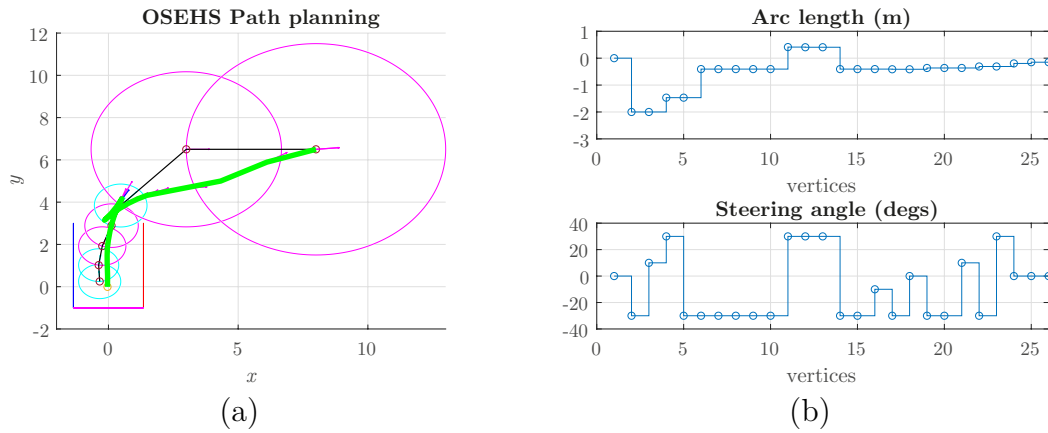 OSEHS Path planning
12
10
8
6
4
2
0
-2
y
0 5 10
x
(a)
Arc length (m)
1
0
-1
-2
-3
0 5 10 15 20 25
vertices
Steering angle (degs)
40
20
0
-20
-40
0 5 10 15 20 25
vertices
(b)